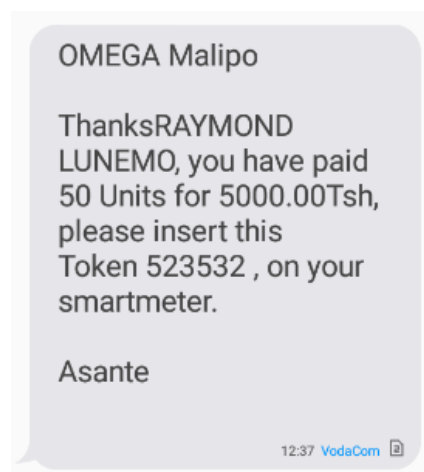 OMEGA Malipo
ThanksRAYMOND
LUNEMO, you have paid
50 Units for 5000.00Tsh,
please insert this
Token 523532 , on your
smartmeter.
Asante
12:37 VodaCom 2